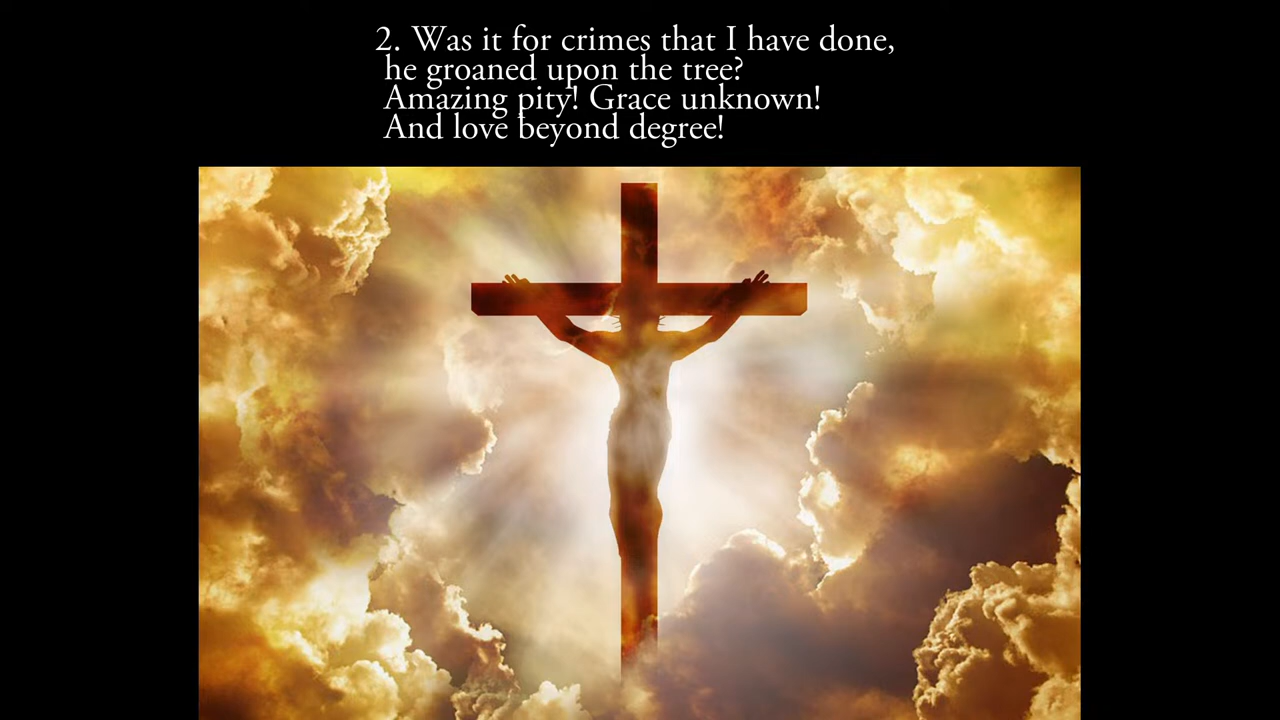 2. Was it for crimes that I have done,
he groaned upon the tree?
Amazing pity! Grace unknown!
And love beyond degree!